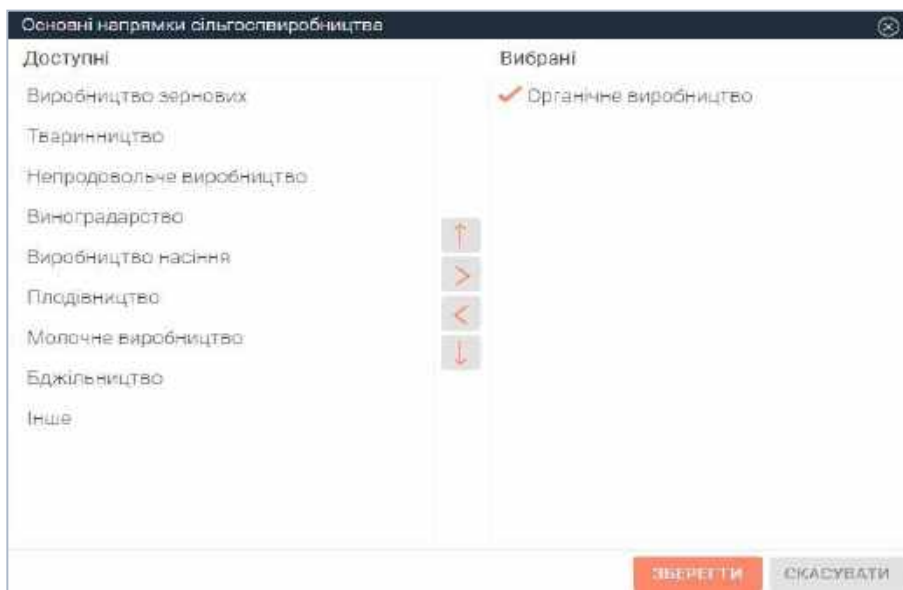 Основні напрямки сільгоспвиробництва
Доступні
Вибрані
Виробництво зернових
Органічне виробництво
Тваринництво
Непродовольче виробництво
Виноградарство
Виробництво насіння
Плодівництво
Молочне виробництво
Бджільництво
Інше
ЗБЕРЕГТИ
СКАСУВАТИ